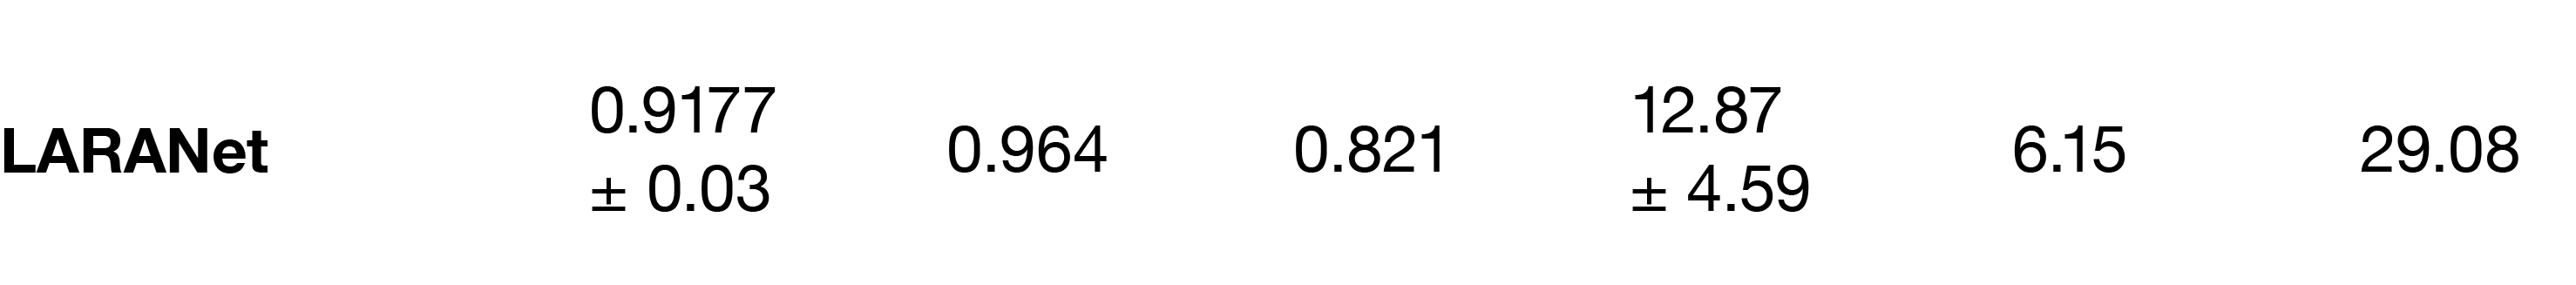 LARANet 0.9177 ± 0.03 0.964 0.821 12.87 ± 4.59 6.15 29.08